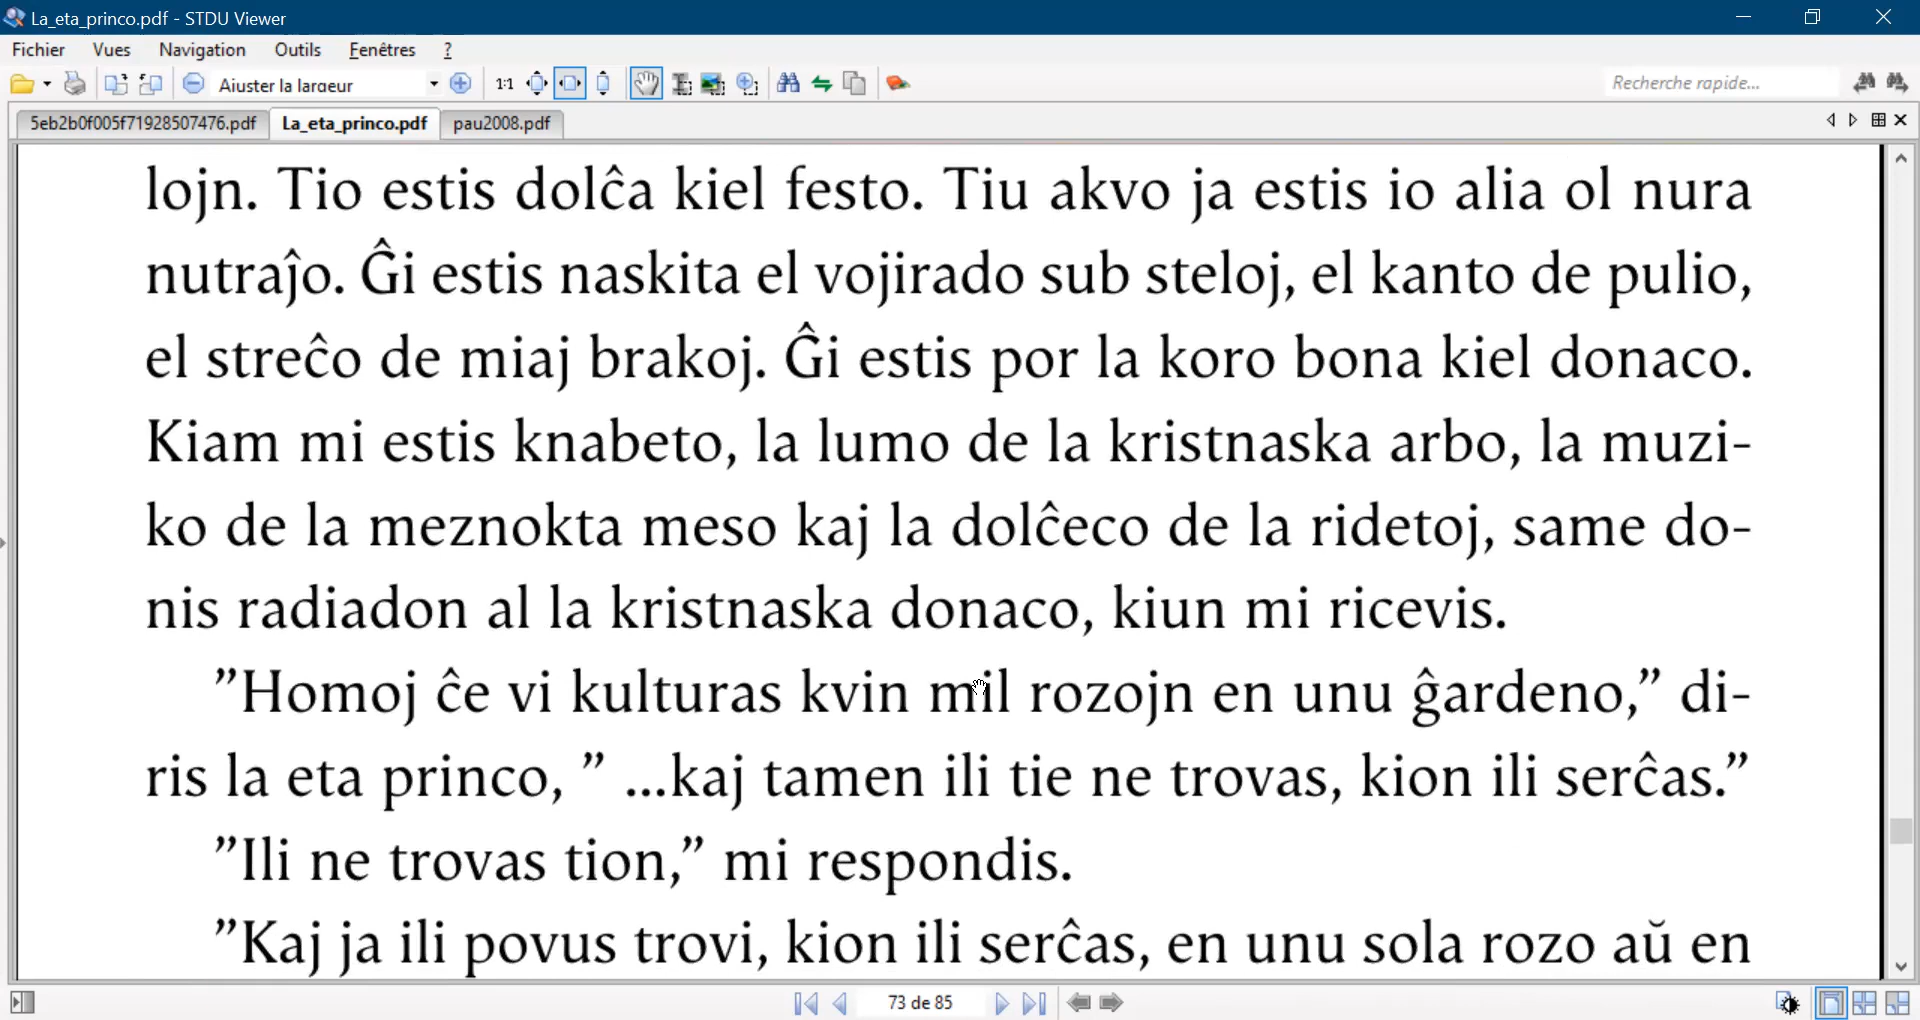 La_eta_princo.pdf - STDU Viewer
Fichier Vues Navigation Outils Fenêtres ?
Ajuster la largeur 1:1 Recherche rapide...
5eb2b0f005f71928507476.pdf La_eta_princo.pdf pau2008.pdf
lojn. Tio estis dolĉa kiel festo. Tiu akvo ja estis io alia ol nura
nutraĵo. Ĝi estis naskita el vojirado sub steloj, el kanto de pulio,
el streĉo de miaj brakoj. Ĝi estis por la koro bona kiel donaco.
Kiam mi estis knabeto, la lumo de la kristnaska arbo, la muzi-
ko de la meznokta meso kaj la dolĉeco de la ridetoj, same do-
nis radiadon al la kristnaska donaco, kiun mi ricevis.
”Homoj ĉe vi kulturas kvin mil rozojn en unu ĝardeno,” di-
ris la eta princo, ” ...kaj tamen ili tie ne trovas, kion ili serĉas.”
”Ili ne trovas tion,” mi respondis.
”Kaj ja ili povus trovi, kion ili serĉas, en unu sola rozo aŭ en
73 de 85